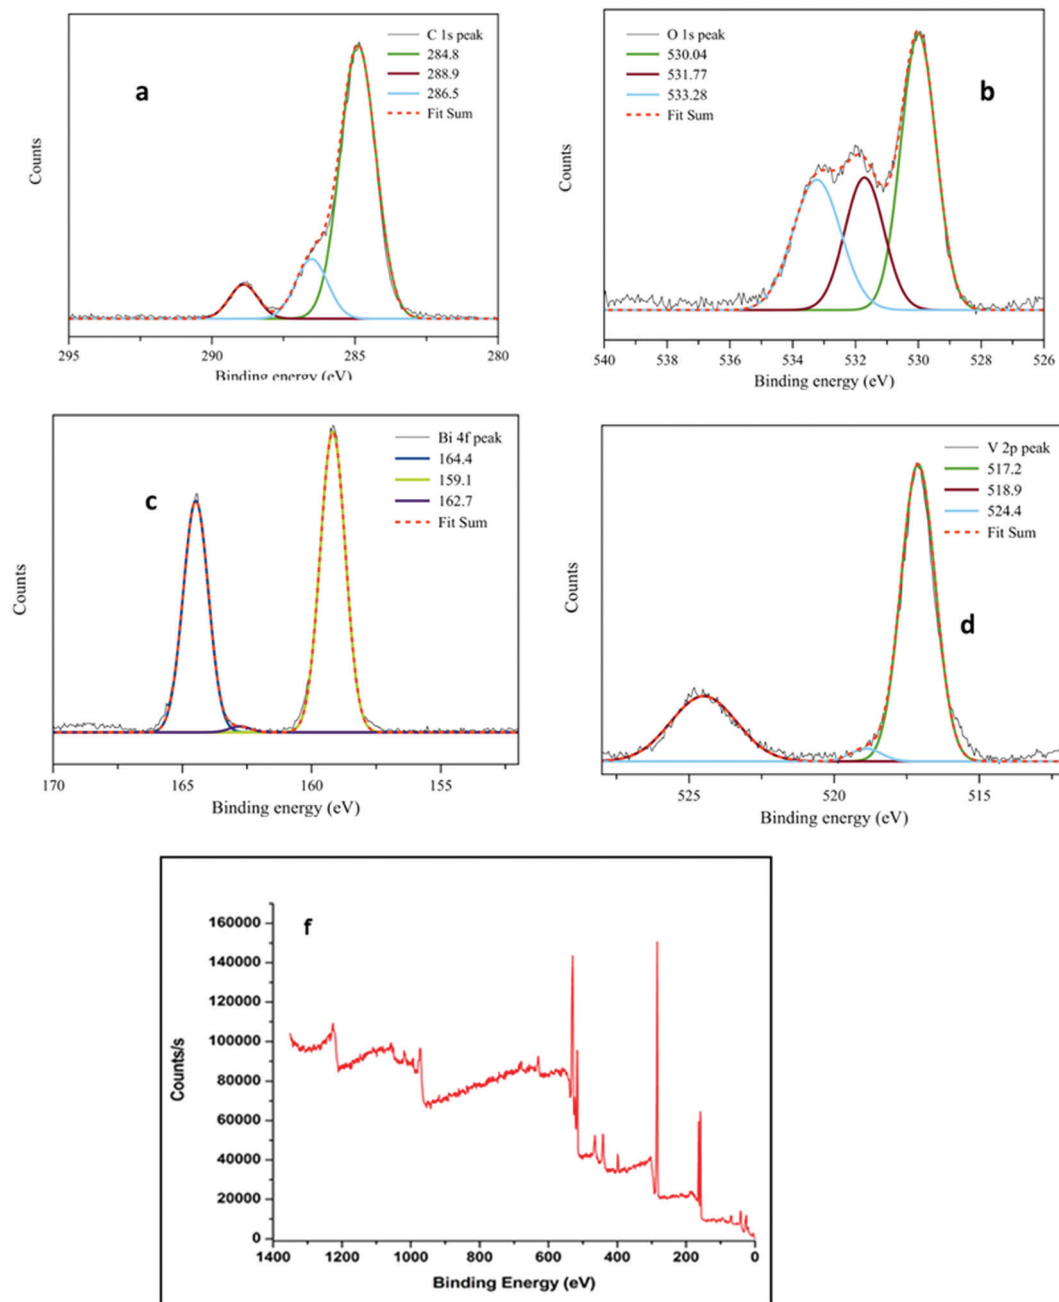 a
C 1s peak
284.8
288.9
286.5
Fit Sum
Counts
295 290 285 280
Binding energy (eV)
b
O 1s peak
530.04
531.77
533.28
Fit Sum
Counts
540 538 536 534 532 530 528 526
Binding energy (eV)
c
Bi 4f peak
164.4
159.1
162.7
Fit Sum
Counts
170 165 160 155
Binding energy (eV)
d
V 2p peak
517.2
518.9
524.4
Fit Sum
Counts
525 520 515
Binding energy (eV)
f
160000
140000
120000
100000
80000
60000
40000
20000
0
Counts/s
1400 1200 1000 800 600 400 200 0
Binding Energy (eV)